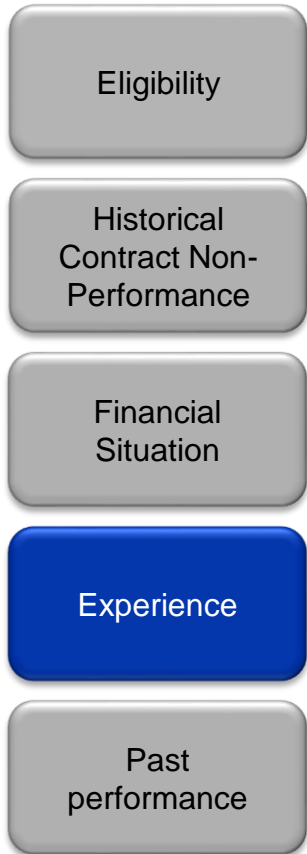 Eligibility
Historical
Contract Non-
Performance
Financial
Situation
Experience
Past
performance